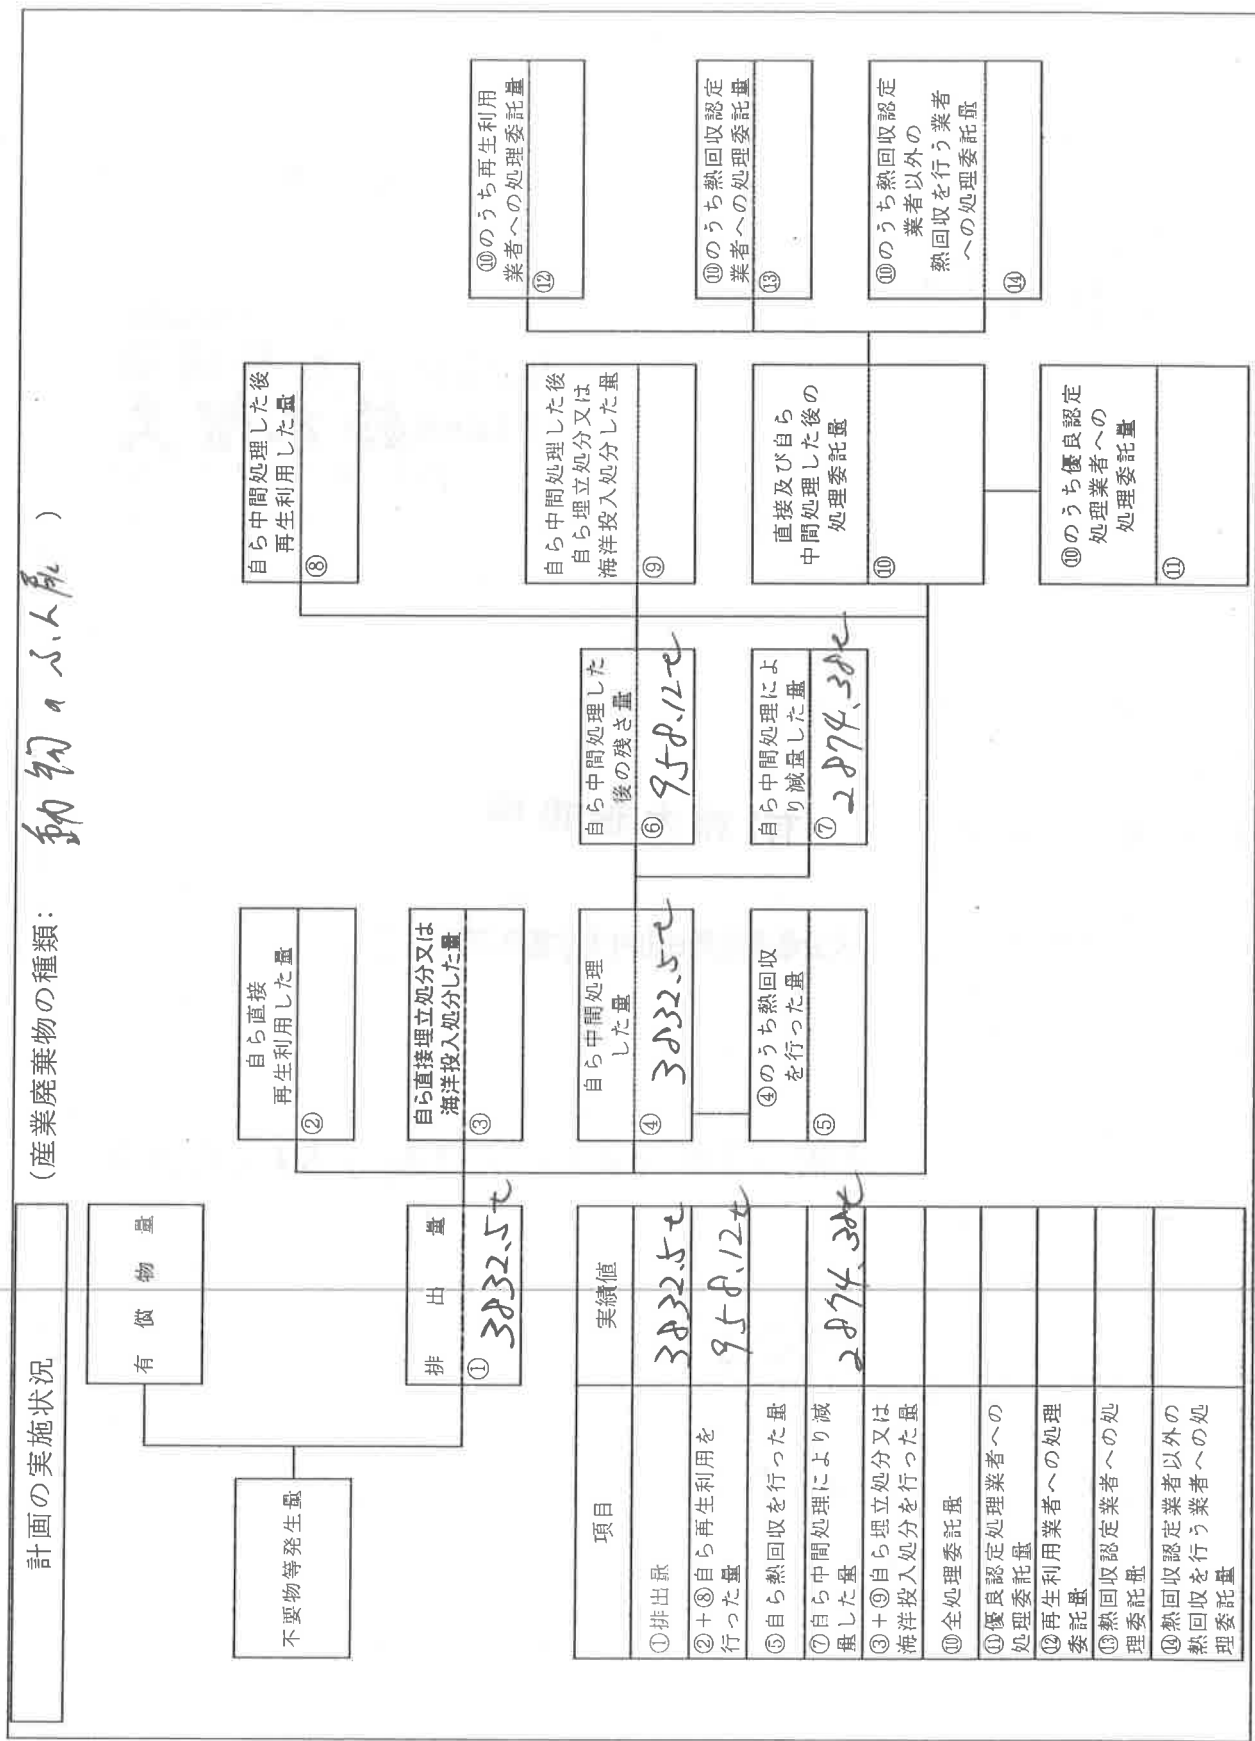 計画の実施状況
(産業廃棄物の種類: 動物のふん尿 )
不要物等発生量
有償物量
排出量
① 3832.5t
自ら直接
再生利用した量
②
自ら直接埋立処分又は
海洋投入処分した量
③
自ら中間処理
した量
④ 3832.5t
④のうち熱回収
を行った量
⑤
自ら中間処理した
後の残さ量
⑥ 958.12t
自ら中間処理によ
り減量した量
⑦ 2874.38t
自ら中間処理した後
再生利用した量
⑧
自ら中間処理した後
自ら埋立処分又は
海洋投入処分した量
⑨
直接及び自ら
中間処理した後の
処理委託量
⑩
⑩のうち優良認定
処理業者への
処理委託量
⑪
⑩のうち再生利用
業者への処理委託量
⑫
⑩のうち熱回収認定
業者への処理委託量
⑬
⑩のうち熱回収認定
業者以外の
熱回収を行う業者
への処理委託量
⑭
項目 実績値
①排出量 3832.5t
②+⑧自ら再生利用を
行った量 958.12t
⑤自ら熱回収を行った量
⑦自ら中間処理により減
量した量 2874.38t
③+⑨自ら埋立処分又は
海洋投入処分を行った量
⑩全処理委託量
⑪優良認定処理業者への
処理委託量
⑫再生利用業者への処理
委託量
⑬熱回収認定業者への処
理委託量
⑭熱回収認定業者以外の
熱回収を行う業者への処
理委託量